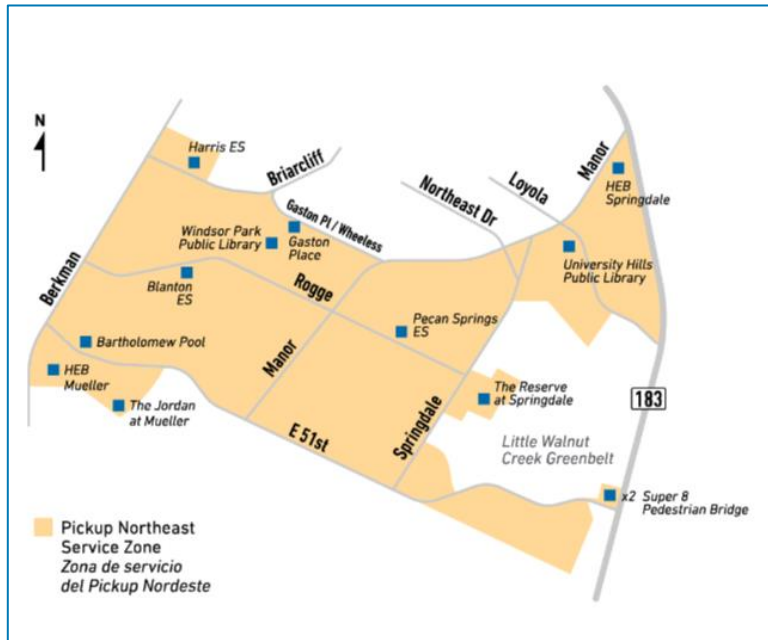 N
Harris ES
Briarcliff
Manor
HEB
Springdale
Northeast Dr
Loyola
Gaston Pl / Wheeless
Windsor Park
Public Library
Gaston
Place
University Hills
Public Library
Berkman
Blanton
ES
Rogge
Pecan Springs
ES
Bartholomew Pool
Manor
HEB
Mueller
The Jordan
at Mueller
The Reserve
at Springdale
183
E 51st
Springdale
Little Walnut
Creek Greenbelt
x2 Super 8
Pedestrian Bridge
Pickup Northeast
Service Zone
Zona de servicio
del Pickup Nordeste